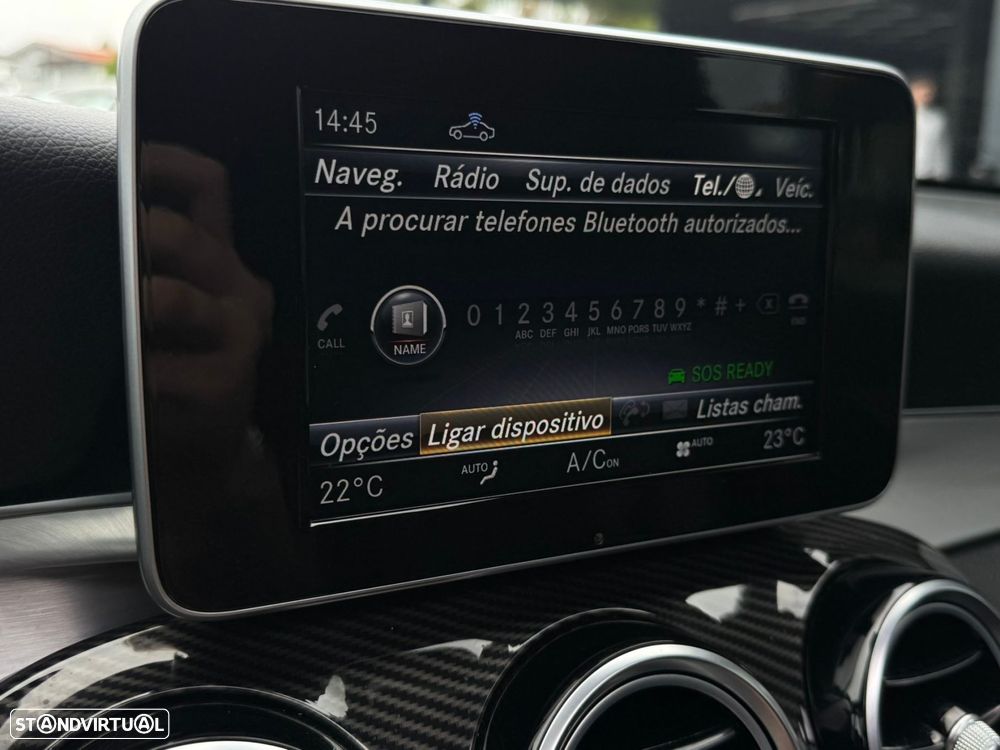 14:45
Naveg. Rádio Sup. de dados Tel./ Veíc.
A procurar telefones Bluetooth autorizados...
0 1 2 3 4 5 6 7 8 9 * # +
ABC DEF GHI JKL MNO PQRS TUV WXYZ
CALL
NAME
END
SOS READY
Opções Ligar dispositivo Listas cham.
22°C AUTO A/C ON AUTO 23°C
STANDVIRTUAL